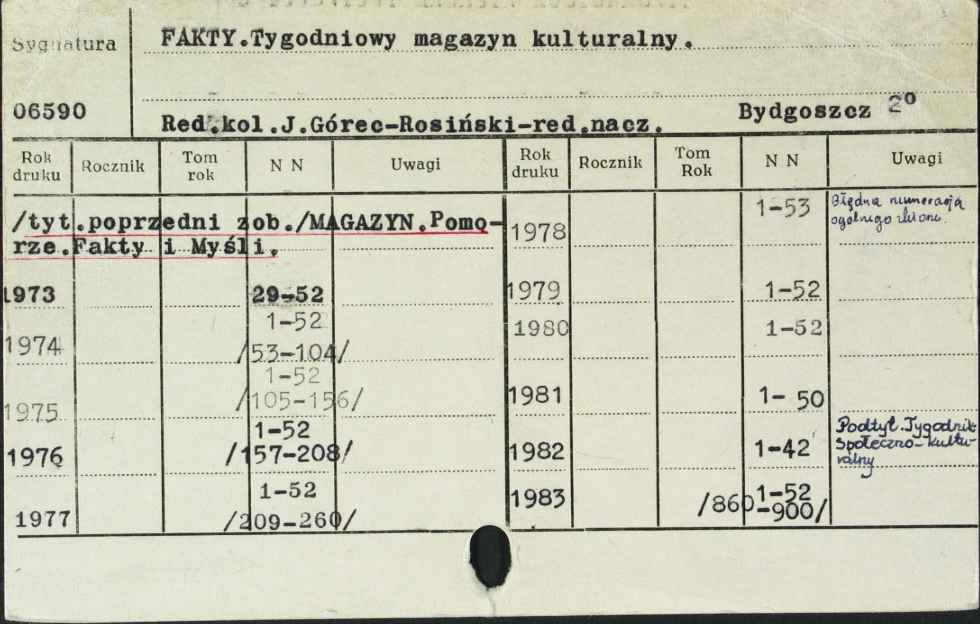 Sygnatura
FAKTY.Tygodniowy magazyn kulturalny.
06590
Red.kol.J.Górec-Rosiński-red.nacz.
Bydgoszcz 2°
Rok druku Rocznik Tom rok N N Uwagi Rok druku Rocznik Tom Rok N N Uwagi
/tyt.poprzedni zob./MAGAZYN.Pomo-
rze.Fakty i Myśli.
1973 29-52
1974 1-52
/53-104/
1975 1-52
/105-156/
1976 1-52
/157-208/
1977 1-52
/209-260/
1978 1-53 Błędna numeracja
ogólnego
1979 1-52
1980 1-52
1981 1-50
1982 1-42 Podtyt. Tygodnik
Społeczno-kultu-
ralny
1983 1-52
/860-900/